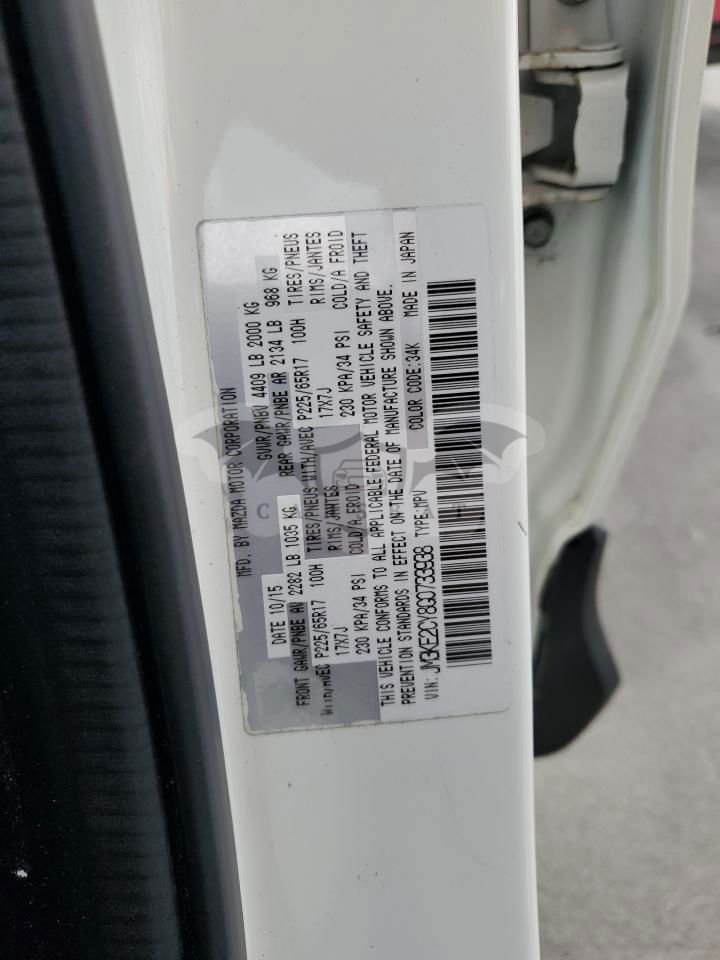 MFD. BY MAZDA MOTOR CORPORATION
DATE 10/15 GVWR/PNBV 4409 LB 2000 KG
FRONT GAWR/PNBE AV 2282 LB 1035 KG REAR GAWR/PNBE AR 2134 LB 968 KG
WITH/AVEC P225/65R17 100H TIRES/PNEUS WITH/AVEC P225/65R17 100H TIRES/PNEUS
17X7J RIMS/JANTES 17X7J RIMS/JANTES
230 KPA/34 PSI COLD/A FROID 230 KPA/34 PSI COLD/A FROID
THIS VEHICLE CONFORMS TO ALL APPLICABLE FEDERAL MOTOR VEHICLE SAFETY AND THEFT
PREVENTION STANDARDS IN EFFECT ON THE DATE OF MANUFACTURE SHOWN ABOVE.
VIN: JM3KE2CY8G0733938 TYPE:MPV COLOR CODE:34K MADE IN JAPAN